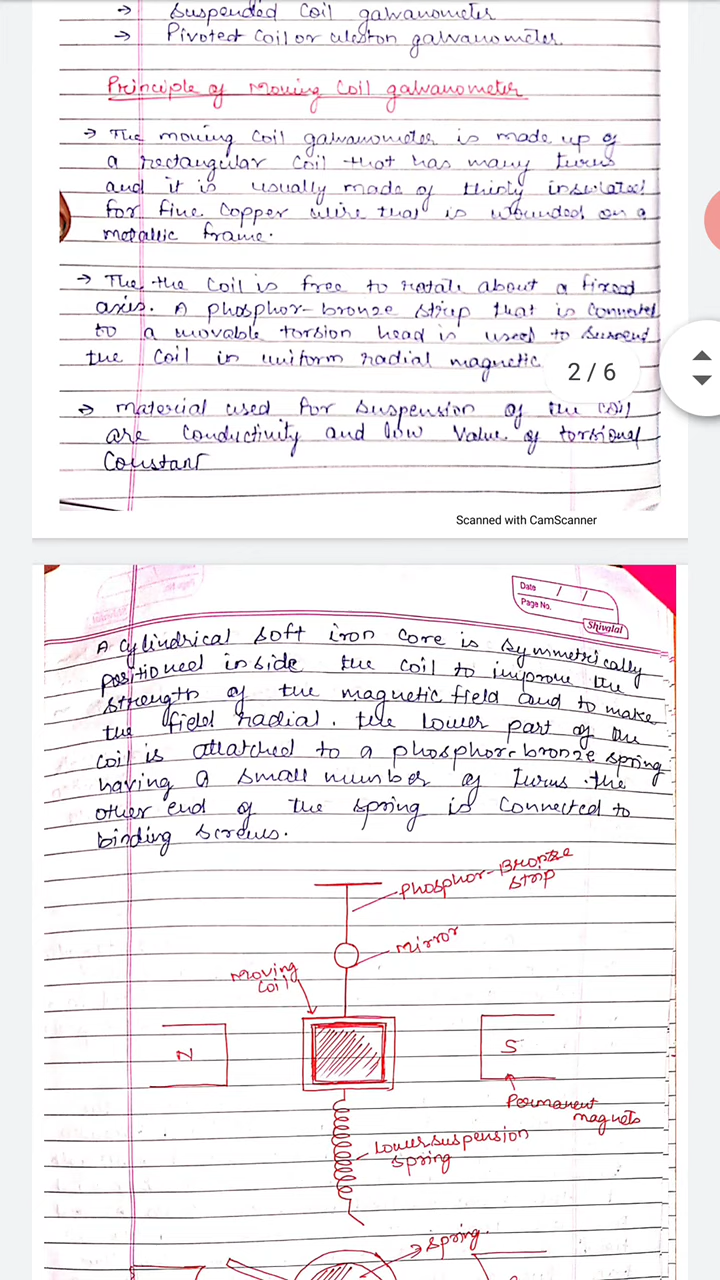 → Suspended Coil galvanometer
→ Pivoted Coil or weston galvanometer.
Principle of Moving Coil galvanometer
→ The moving Coil galvanometer is made up of
a rectangular Coil that has many turns
and it is usually made of thinly insulated
for fine Copper wire that is wounded on a
metallic frame.
→ The, the Coil is free to rotate about a fixed
axis. A phosphor-bronze strip that is Connected
to a movable torsion head is used to suspend
the Coil in uniform radial magnetic
2 / 6
→ material used for suspension of the coil
are Conductivity and low Value of torsional
Constant
Scanned with CamScanner
Date / /
Page No.
Shivalal
A Cylindrical soft iron core is symmetrically
positioned inside the coil to improve the
strength of the magnetic field and to make
the field radial. the lower part of the
coil is attatched to a phosphor-bronze spring
having a small number of turns. the
other end of the spring is Connected to
binding screws.
Phosphor-Bronze
Strip
Mirror
Moving
Coil
N
S
Permanent
magnets
Lower suspension
spring
spring